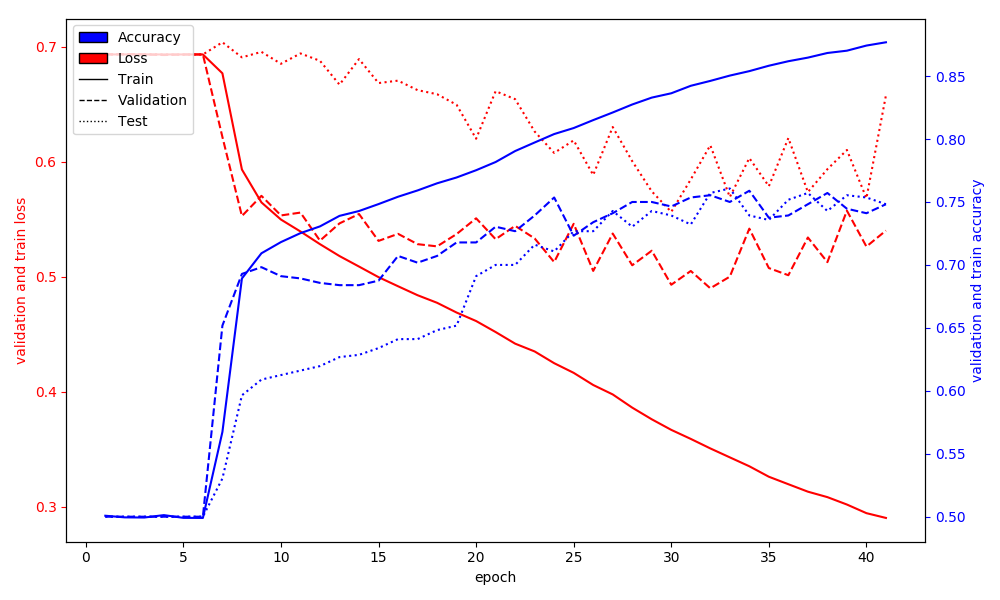 Accuracy
Loss
Train
Validation
Test
0.7
0.6
0.5
0.4
0.3
validation and train loss
0.85
0.80
0.75
0.70
0.65
0.60
0.55
0.50
validation and train accuracy
0 5 10 15 20 25 30 35 40
epoch